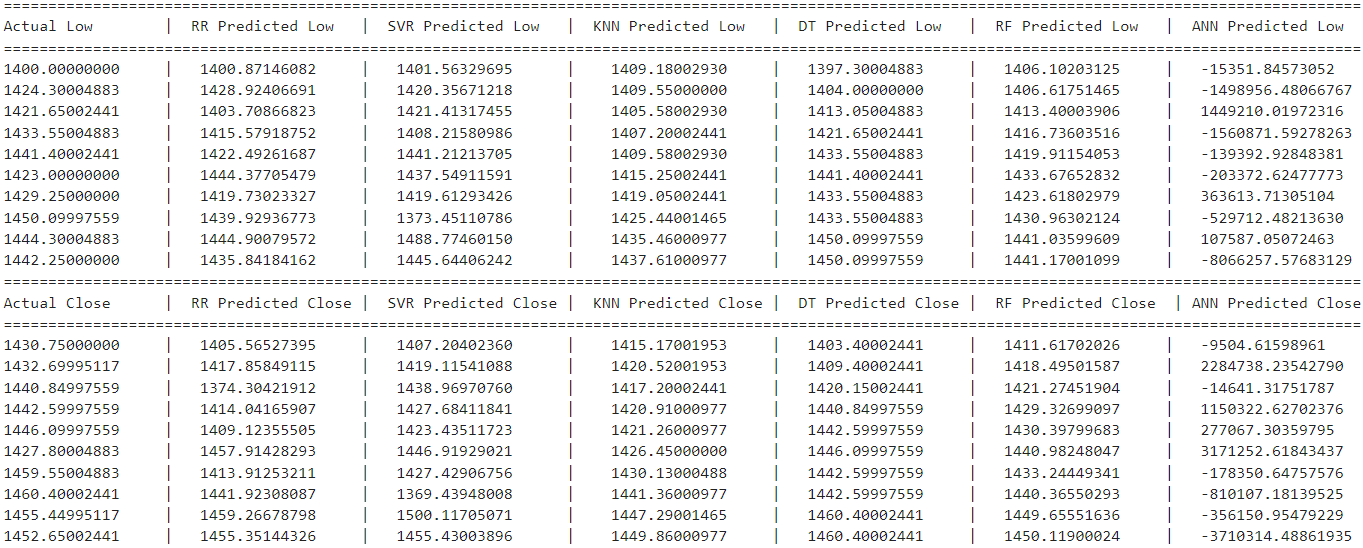 ====================================================================================================
Actual Low | RR Predicted Low | SVR Predicted Low | KNN Predicted Low | DT Predicted Low | RF Predicted Low | ANN Predicted Low
====================================================================================================
1400.00000000 | 1400.87146082 | 1401.56329695 | 1409.18002930 | 1397.30004883 | 1406.10203125 | -15351.84573052
1424.30004883 | 1428.92406691 | 1420.35671218 | 1409.55000000 | 1404.00000000 | 1406.61751465 | -1498956.48066767
1421.65002441 | 1403.70866823 | 1421.41317455 | 1405.58002930 | 1413.05004883 | 1413.40003906 | 1449210.01972316
1433.55004883 | 1415.57918752 | 1408.21580986 | 1407.20002441 | 1421.65002441 | 1416.73603516 | -1560871.59278263
1441.40002441 | 1422.49261687 | 1441.21213705 | 1409.58002930 | 1433.55004883 | 1419.91154053 | -139392.92848381
1423.00000000 | 1444.37705479 | 1437.54911591 | 1415.25002441 | 1441.40002441 | 1433.67652832 | -203372.62477773
1429.25000000 | 1419.73023327 | 1419.61293426 | 1419.05002441 | 1433.55004883 | 1423.61802979 | 363613.71305104
1450.09997559 | 1439.92936773 | 1373.45110786 | 1425.44001465 | 1433.55004883 | 1430.96302124 | -529712.48213630
1444.30004883 | 1444.90079572 | 1488.77460150 | 1435.46000977 | 1450.09997559 | 1441.03599609 | 107587.05072463
1442.25000000 | 1435.84184162 | 1445.64406242 | 1437.61000977 | 1450.09997559 | 1441.17001099 | -8066257.57683129
====================================================================================================
Actual Close | RR Predicted Close | SVR Predicted Close | KNN Predicted Close | DT Predicted Close | RF Predicted Close | ANN Predicted Close
====================================================================================================
1430.75000000 | 1405.56527395 | 1407.20402360 | 1415.17001953 | 1403.40002441 | 1411.61702026 | -9504.61598961
1432.69995117 | 1417.85849115 | 1419.11541088 | 1420.52001953 | 1409.40002441 | 1418.49501587 | 2284738.23542790
1440.84997559 | 1374.30421912 | 1438.96970760 | 1417.20002441 | 1420.15002441 | 1421.27451904 | -14641.31751787
1442.59997559 | 1414.04165907 | 1427.68411841 | 1420.91000977 | 1440.84997559 | 1429.32699097 | 1150322.62702376
1446.09997559 | 1409.12355505 | 1423.43511723 | 1421.26000977 | 1442.59997559 | 1430.39799683 | 277067.30359795
1427.80004883 | 1457.91428293 | 1446.91929021 | 1426.45000000 | 1446.09997559 | 1440.98248047 | 3171252.61843437
1459.55004883 | 1413.91253211 | 1427.42906756 | 1430.13000488 | 1442.59997559 | 1433.24449341 | -178350.64757576
1460.40002441 | 1441.92308087 | 1369.43948008 | 1441.36000977 | 1442.59997559 | 1440.36550293 | -810107.18139525
1455.44995117 | 1459.26678798 | 1500.11705071 | 1447.29001465 | 1460.40002441 | 1449.65551636 | -356150.95479229
1452.65002441 | 1455.35144326 | 1455.43003896 | 1449.86000977 | 1460.40002441 | 1450.11900024 | -3710314.48861935